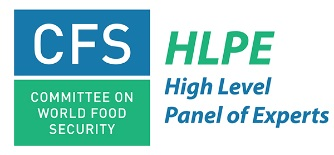 CFS
COMMITTEE ON
WORLD FOOD
SECURITY
HLPE
High Level
Panel of Experts